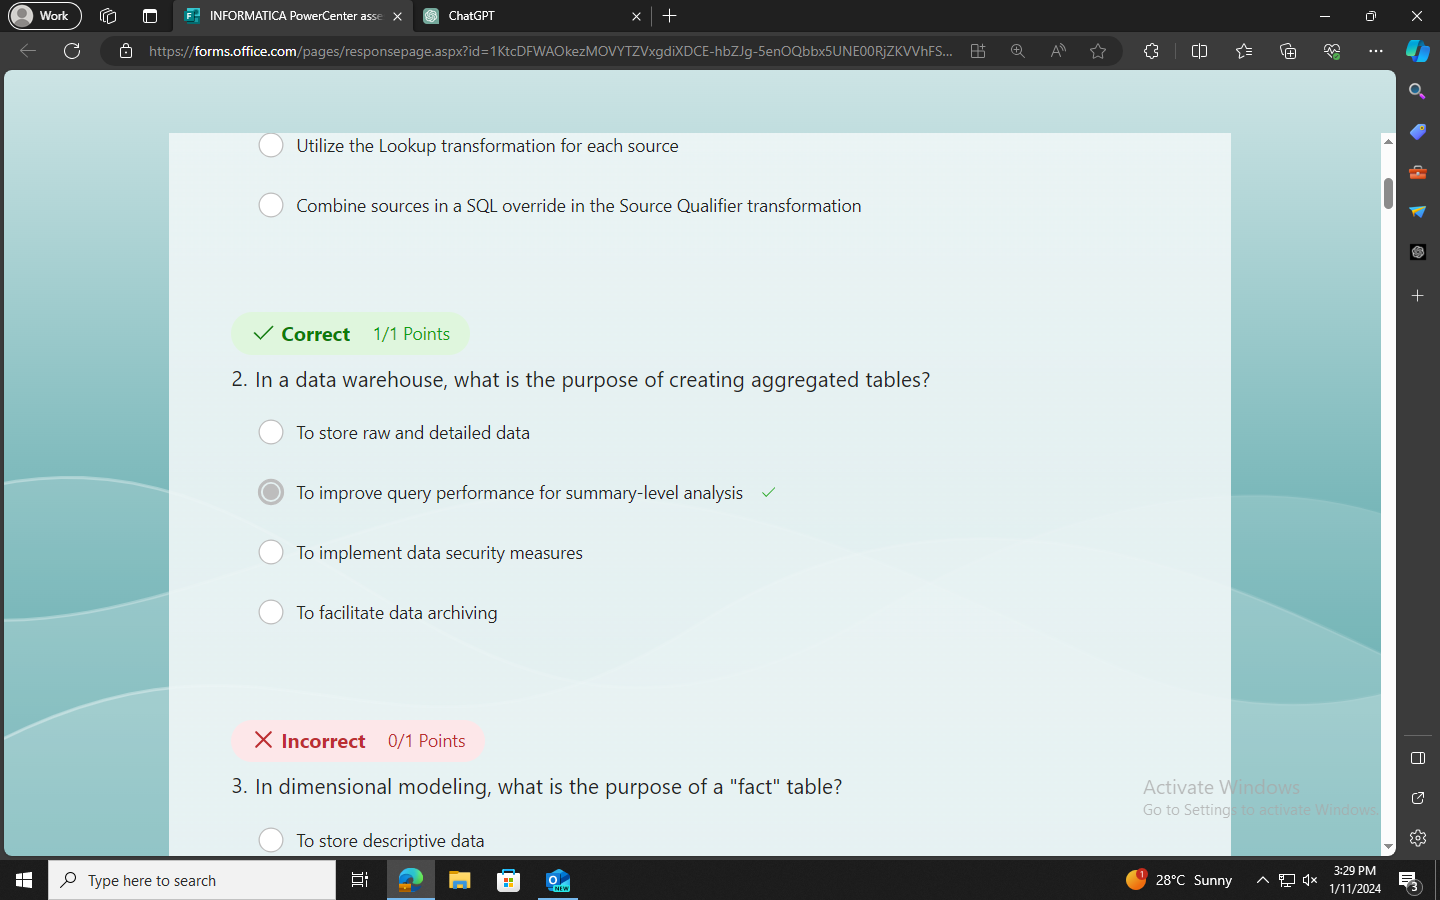 Work
INFORMATICA PowerCenter asse
ChatGPT
https://forms.office.com/pages/responsepage.aspx?id=1KtcDFWAOkezMOVYTZVxgdiXDCE-hbZJg-5enOQbbx5UNE00RjZKVVhFS...
Utilize the Lookup transformation for each source
Combine sources in a SQL override in the Source Qualifier transformation
Correct 1/1 Points
2. In a data warehouse, what is the purpose of creating aggregated tables?
To store raw and detailed data
To improve query performance for summary-level analysis
To implement data security measures
To facilitate data archiving
Incorrect 0/1 Points
3. In dimensional modeling, what is the purpose of a "fact" table?
To store descriptive data
Activate Windows
Go to Settings to activate Windows.
Type here to search
NEW
1
28°C Sunny
3:29 PM
1/11/2024
3